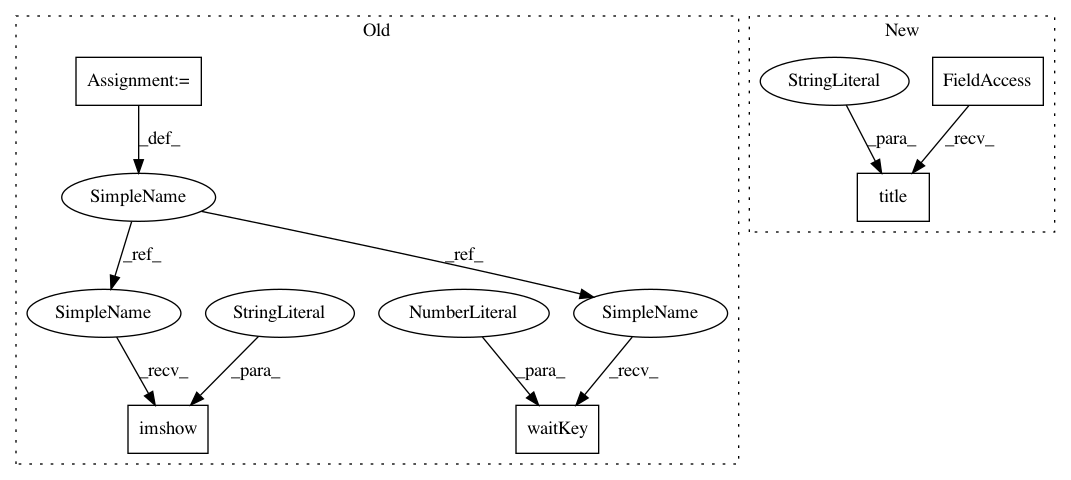 Old
New
Assignment:=
StringLiteral
FieldAccess
_def_
_para_
_recv_
SimpleName
title
_ref_
_ref_
SimpleName
StringLiteral
NumberLiteral
SimpleName
_recv_
_para_
_para_
_recv_
imshow
waitKey